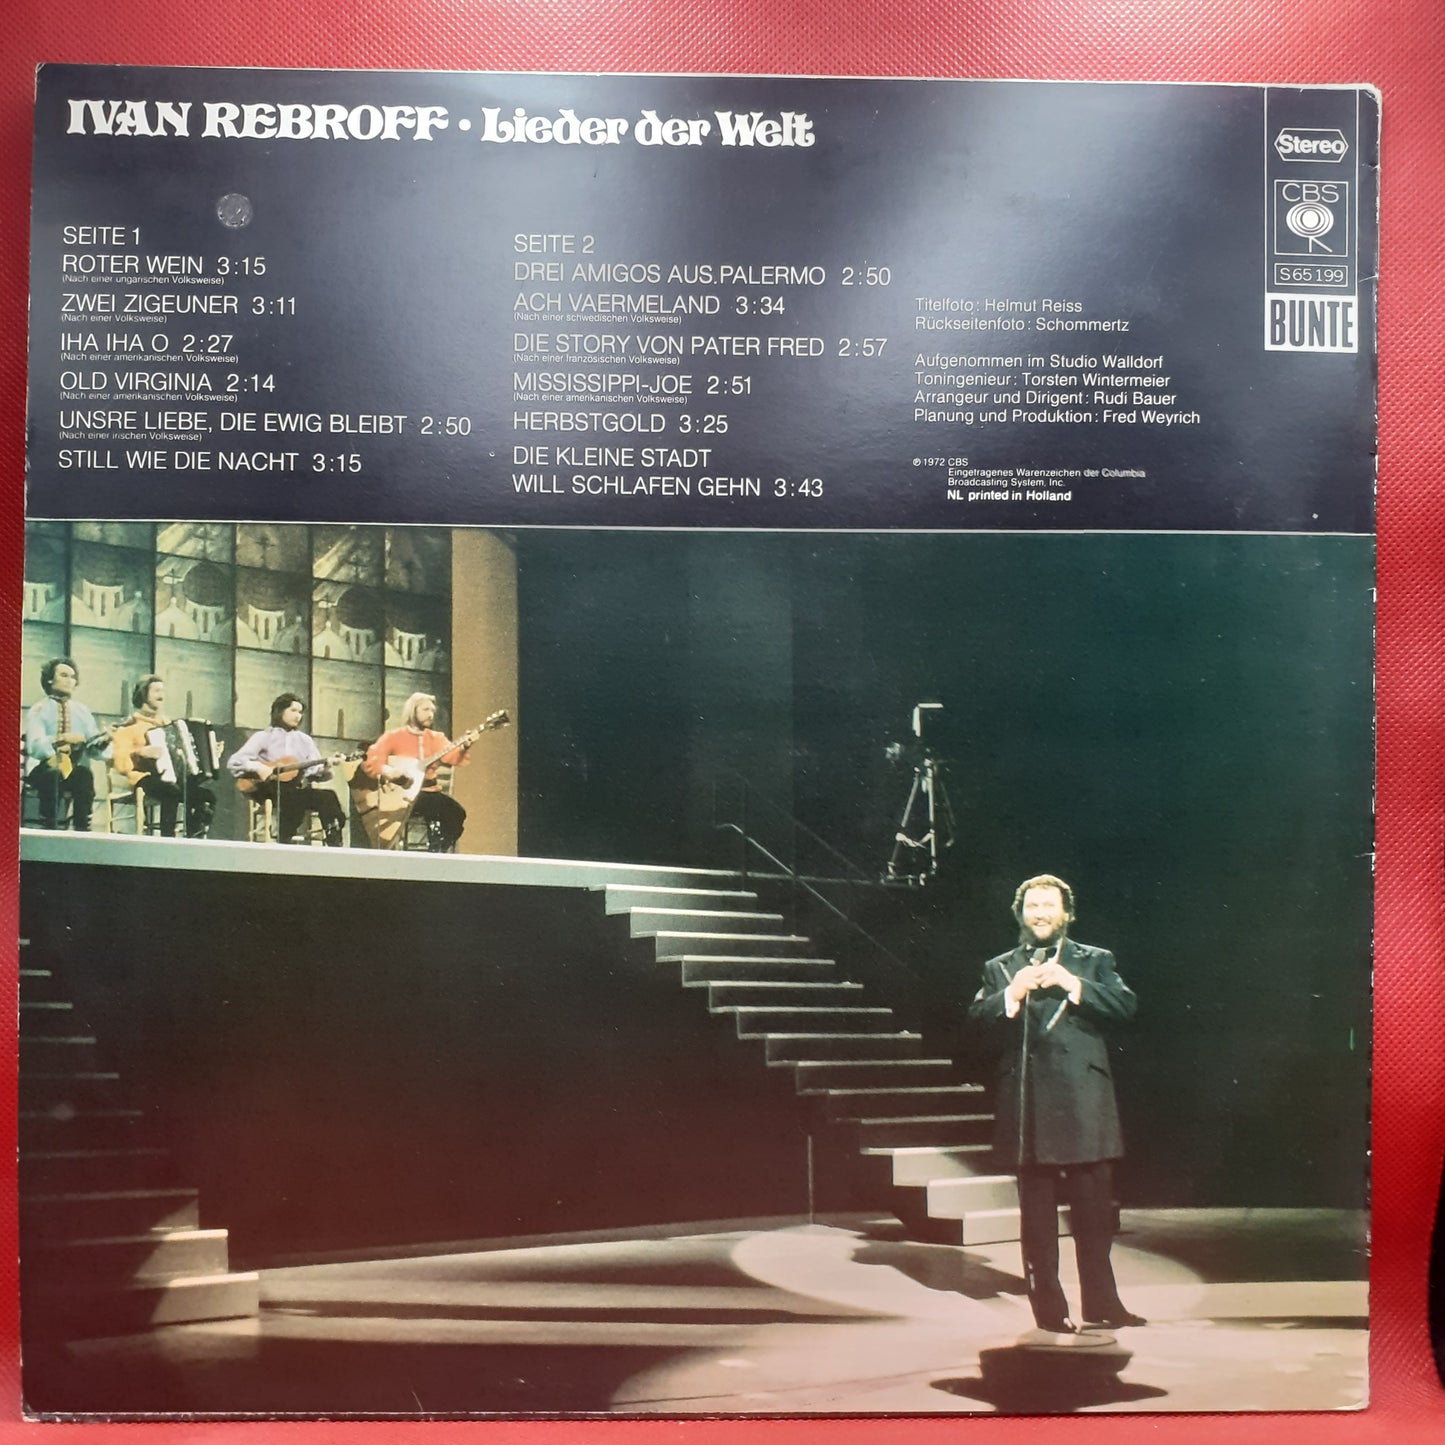 IVAN REBROFF • Lieder der Welt
SEITE 1
ROTER WEIN 3:15
(Nach einer ungarischen Volksweise)
ZWEI ZIGEUNER 3:11
(Nach einer Volksweise)
IHA IHA O 2:27
(Nach einer amerikanischen Volksweise)
OLD VIRGINIA 2:14
(Nach einer amerikanischen Volksweise)
UNSRE LIEBE, DIE EWIG BLEIBT 2:50
(Nach einer irischen Volksweise)
STILL WIE DIE NACHT 3:15
SEITE 2
DREI AMIGOS AUS PALERMO 2:50
ACH VAERMELAND 3:34
(Nach einer schwedischen Volksweise)
DIE STORY VON PATER FRED 2:57
(Nach einer französischen Volksweise)
MISSISSIPPI-JOE 2:51
(Nach einer amerikanischen Volksweise)
HERBSTGOLD 3:25
DIE KLEINE STADT
WILL SCHLAFEN GEHN 3:43
Titelfoto: Helmut Reiss
Rückseitenfoto: Schommertz
Aufgenommen im Studio Walldorf
Toningenieur: Torsten Wintermeier
Arrangeur und Dirigent: Rudi Bauer
Planung und Produktion: Fred Weyrich
℗ 1972 CBS
Eingetragenes Warenzeichen der Columbia
Broadcasting System, Inc.
NL printed in Holland
Stereo
CBS
S 65 199
BUNTE